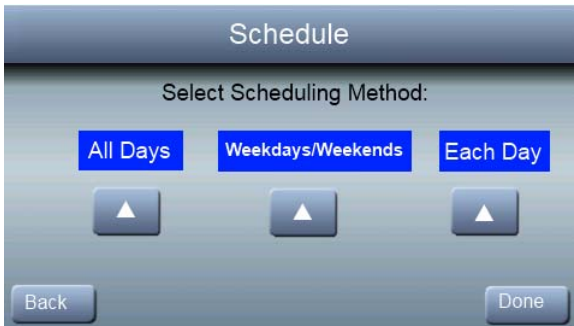 Schedule
Select Scheduling Method:
All Days Weekdays/Weekends Each Day
Back Done